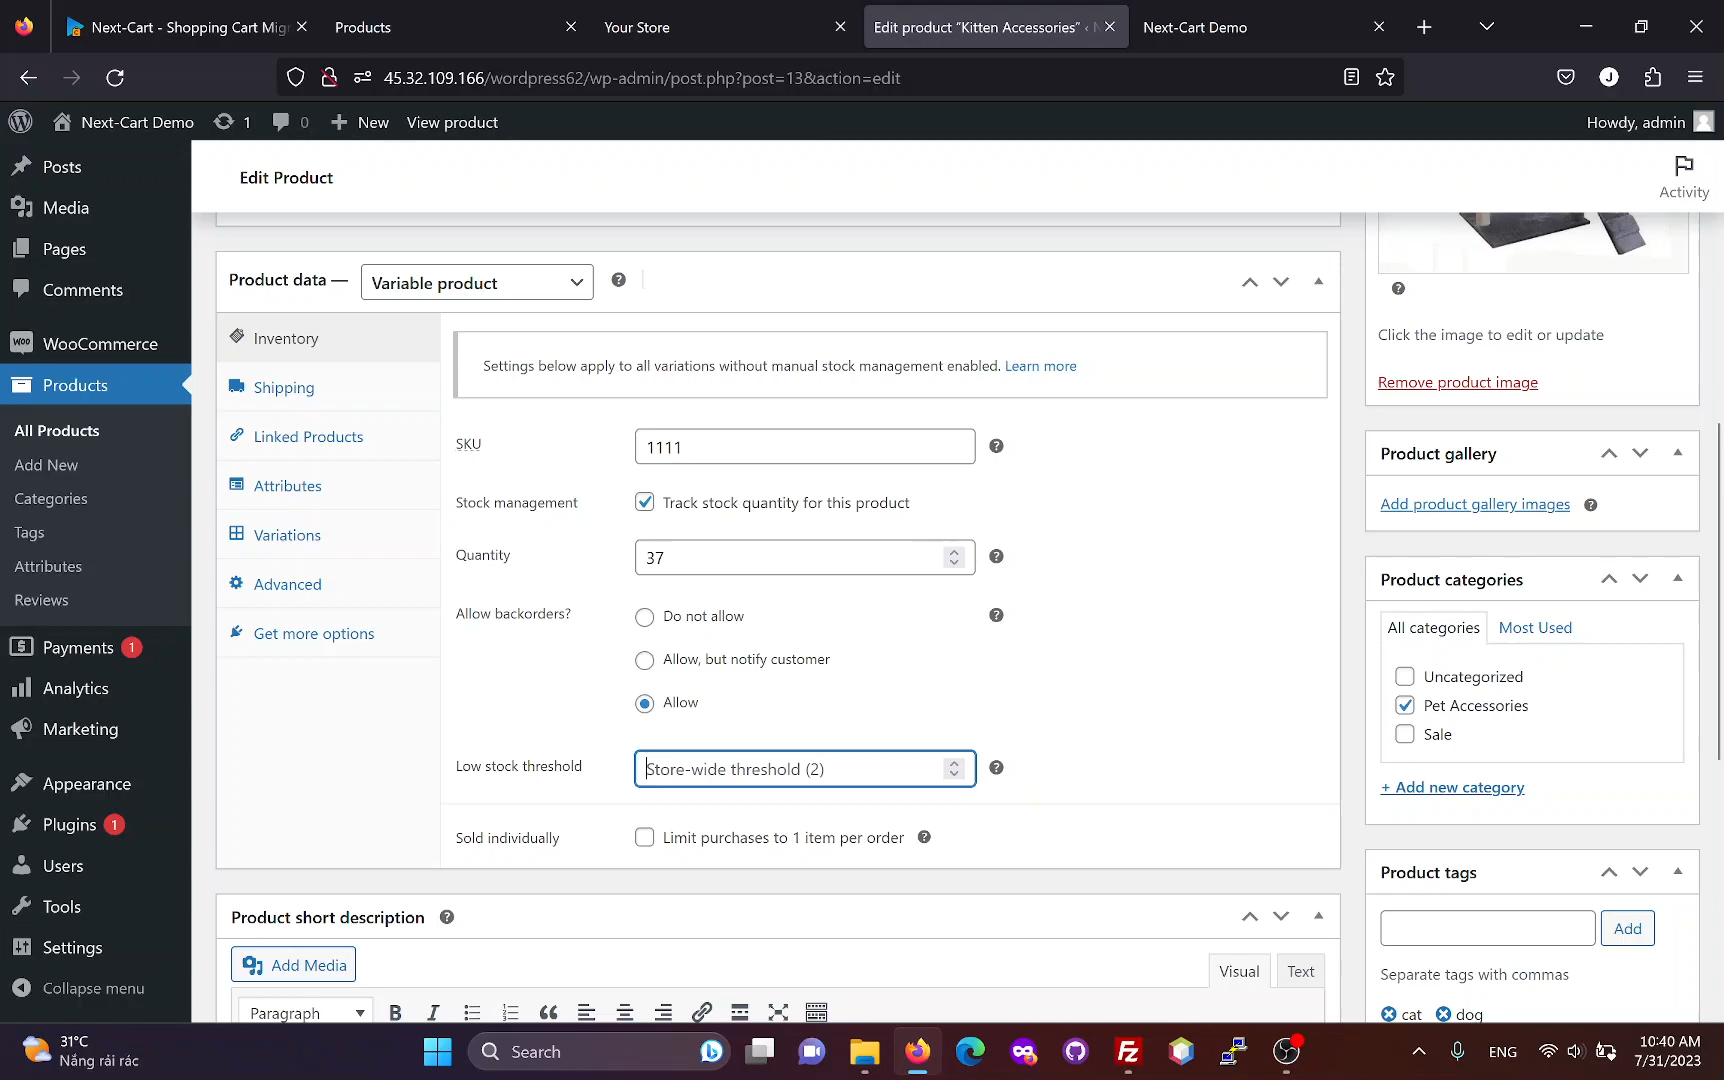 Next-Cart - Shopping Cart Migr
Products
Your Store
Edit product “Kitten Accessories” ‹ N
Next-Cart Demo
45.32.109.166/wordpress62/wp-admin/post.php?post=13&action=edit
J
Next-Cart Demo
1
0
New
View product
Howdy, admin
Posts
Media
Pages
Comments
WooCommerce
Products
All Products
Add New
Categories
Tags
Attributes
Reviews
Payments 1
Analytics
Marketing
Appearance
Plugins 1
Users
Tools
Settings
Collapse menu
Edit Product
Activity
Product data —
Variable product
Inventory
Shipping
Linked Products
Attributes
Variations
Advanced
Get more options
Settings below apply to all variations without manual stock management enabled. Learn more
SKU
1111
Stock management
Track stock quantity for this product
Quantity
37
Allow backorders?
Do not allow
Allow, but notify customer
Allow
Low stock threshold
Store-wide threshold (2)
Sold individually
Limit purchases to 1 item per order
Product short description
Add Media
Visual
Text
Paragraph
Click the image to edit or update
Remove product image
Product gallery
Add product gallery images
Product categories
All categories
Most Used
Uncategorized
Pet Accessories
Sale
+ Add new category
Product tags
Add
Separate tags with commas
cat
dog
31°C
Nắng rải rác
Search
ENG
10:40 AM
7/31/2023